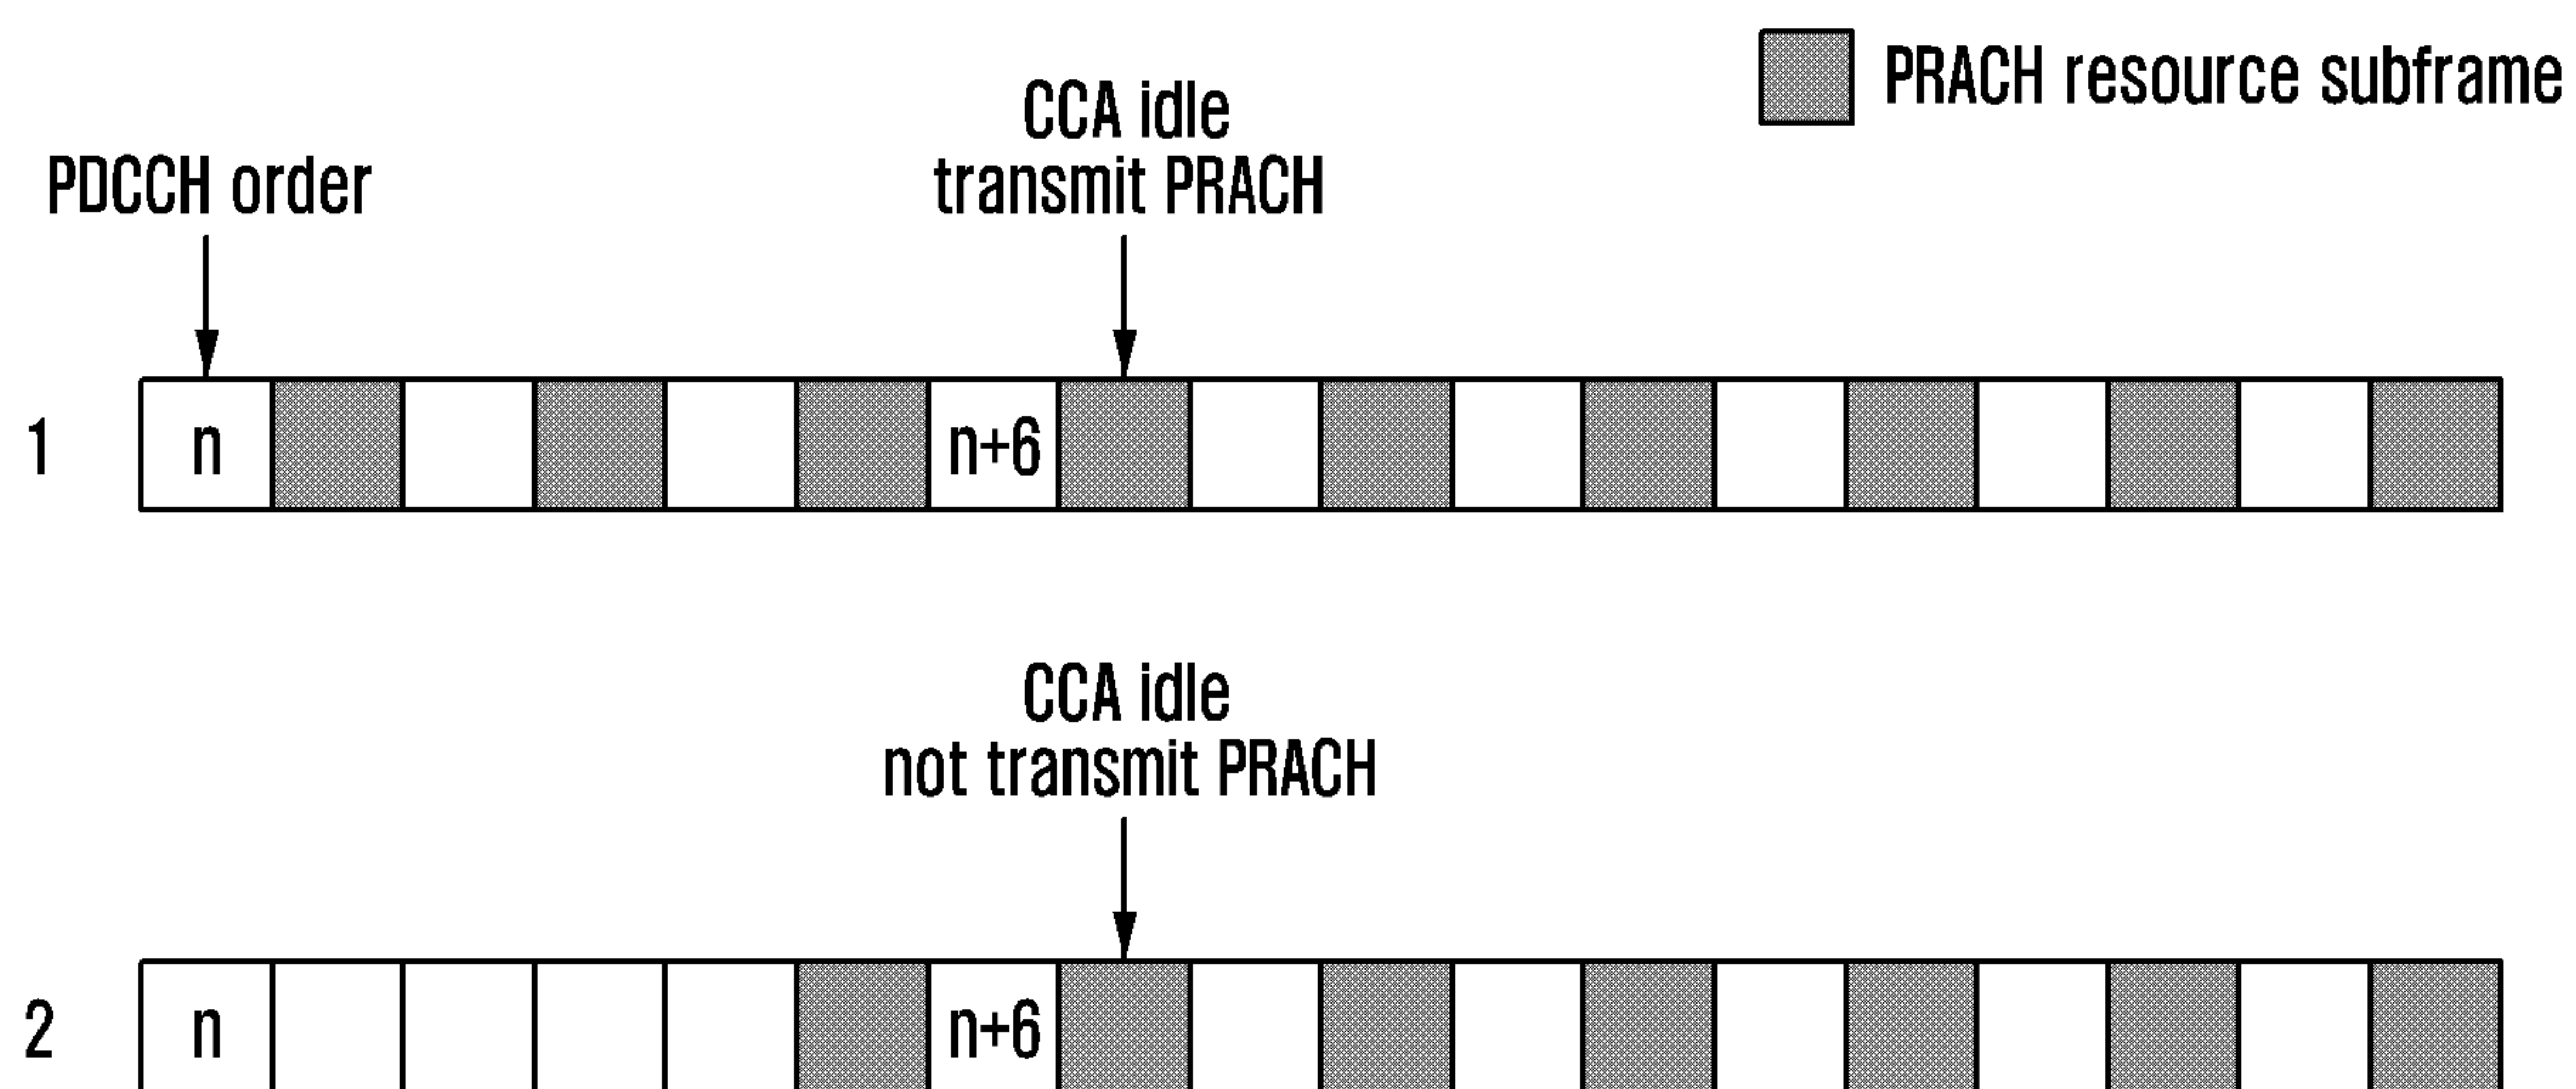 PRACH resource subframe
CCA idle
transmit PRACH
PDCCH order
1
n
n+6
CCA idle
not transmit PRACH
2
n
n+6